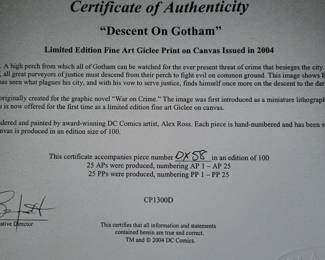 Certificate of Authenticity
"Descent On Gotham"
Limited Edition Fine Art Giclee Print on Canvas Issued in 2004
A high perch from which all of Gotham can be watched for the ever present threat of crime that besieges the city.
, all great purveyors of justice must descend from their perch to fight evil on common ground. This image shows
has seen what plagues his city, and with his vow to serve justice, finds himself once more on the descent to the
originally created for the graphic novel "War on Crime." The image was first introduced as a miniature lithograph
is now offered for the first time as a limited edition fine art Giclee on canvas.
dered and painted by award-winning DC Comics artist, Alex Ross. Each giclee is hand-numbered and has been
canvas is produced in an edition size of 100.
This certificate accompanies piece number 0X58 in an edition of 100
25 APs were produced, numbering AP 1 – AP 25
25 PPs were produced, numbering PP 1 – PP 25
CP1300D
ative Director
This certifies that all information and statements
contained herein are true and correct.
TM and © 2004 DC Comics.